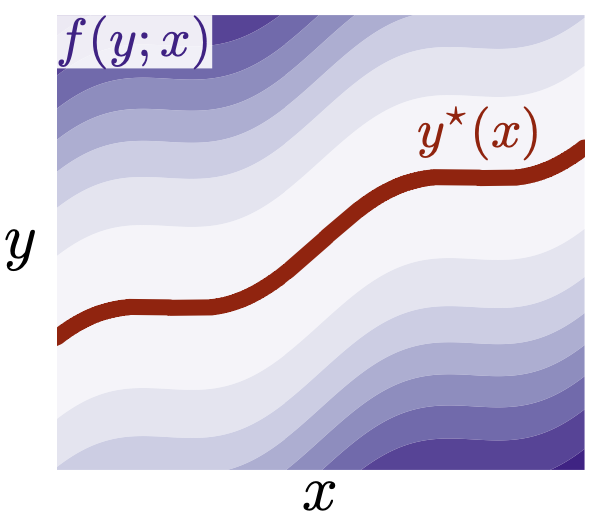 f(y; x)
y⋆(x)
y
x